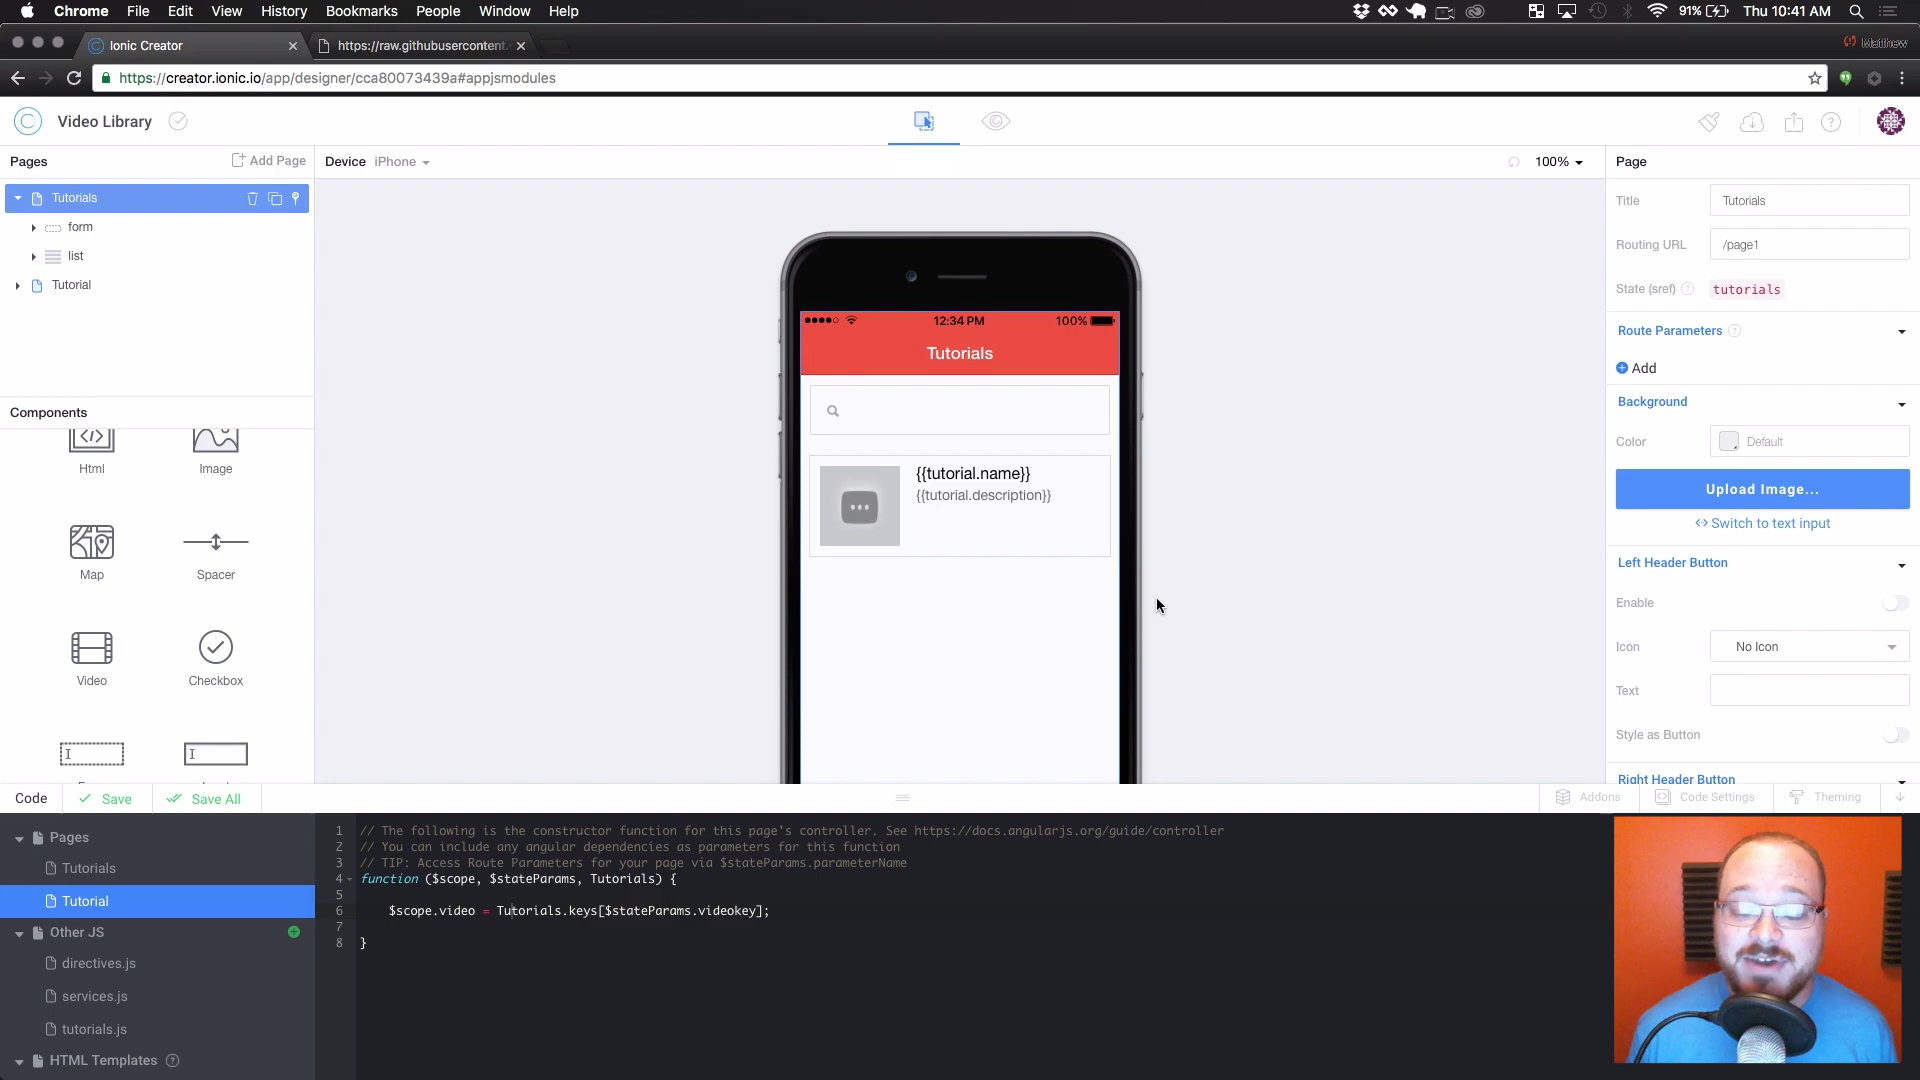 Chrome File Edit View History Bookmarks People Window Help 91% Thu 10:41 AM
Ionic Creator https://raw.githubusercontent. Matthew
https://creator.ionic.io/app/designer/cca80073439a#appjsmodules
Video Library
Pages Add Page
Tutorials
form
list
Tutorial
Components
Html Image
Map Spacer
Video Checkbox
Device iPhone 100%
12:34 PM 100%
Tutorials
{{tutorial.name}}
{{tutorial.description}}
Page
Title Tutorials
Routing URL /page1
State (sref) tutorials
Route Parameters
Add
Background
Color Default
Upload Image...
Switch to text input
Left Header Button
Enable
Icon No Icon
Text
Style as Button
Right Header Button
Code Save Save All Addons Code Settings Theming
Pages
Tutorials
Tutorial
Other JS
directives.js
services.js
tutorials.js
HTML Templates
1 // The following is the constructor function for this page's controller. See https://docs.angularjs.org/guide/controller
2 // You can include any angular dependencies as parameters for this function
3 // TIP: Access Route Parameters for your page via $stateParams.parameterName
4 function ($scope, $stateParams, Tutorials) {
5
6 $scope.video = Tutorials.keys[$stateParams.videokey];
7
8 }